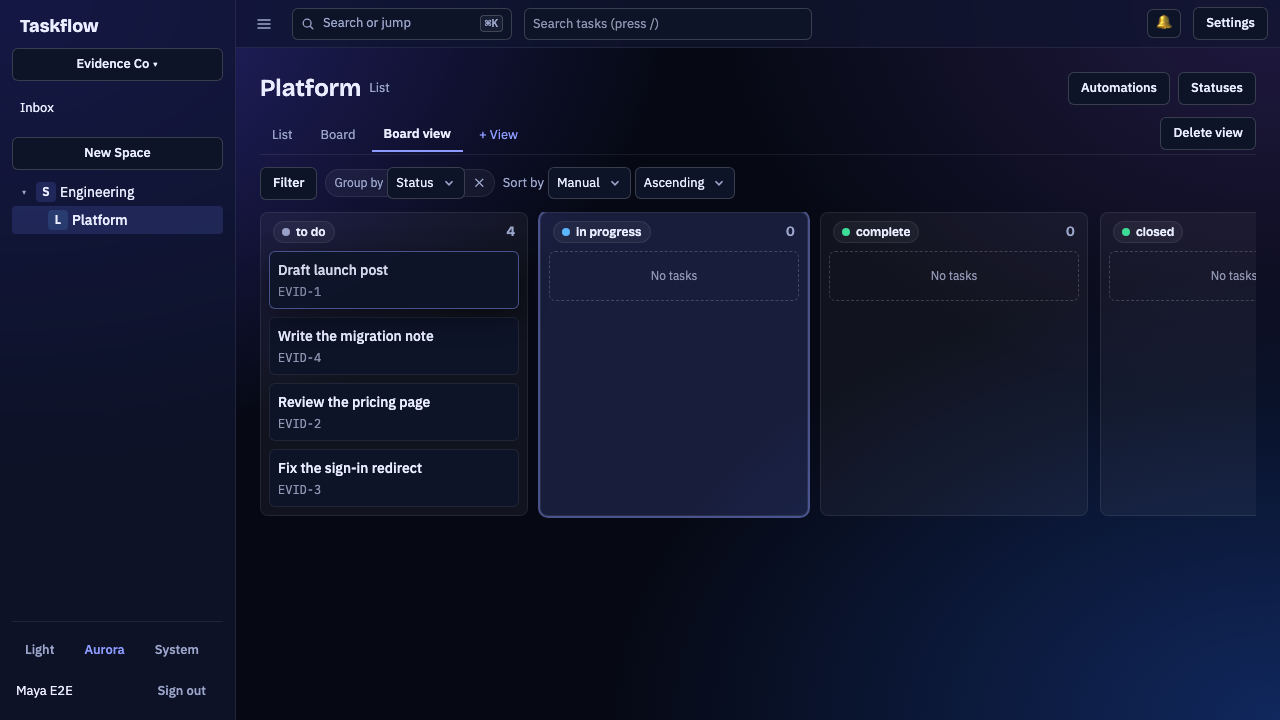 Taskflow
Evidence Co ▾
Inbox
New Space
▾ S Engineering
L Platform
Light Aurora System
Maya E2E Sign out
Search or jump ⌘K
Search tasks (press /)
Settings
Platform List
Automations Statuses
List Board Board view + View
Delete view
Filter Group by Status Sort by Manual Ascending
to do 4
Draft launch post
EVID-1
Write the migration note
EVID-4
Review the pricing page
EVID-2
Fix the sign-in redirect
EVID-3
in progress 0
No tasks
complete 0
No tasks
closed
No tasks